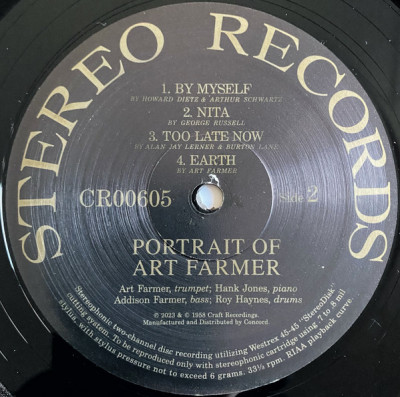 STEREO RECORDS
1. BY MYSELF
BY HOWARD DIETZ & ARTHUR SCHWARTZ
2. NITA
BY GEORGE RUSSELL
3. TOO LATE NOW
BY ALAN JAY LERNER & BURTON LANE
4. EARTH
BY ART FARMER
CR00605
Side 2
PORTRAIT OF
ART FARMER
Art Farmer, trumpet; Hank Jones, piano
Addison Farmer, bass; Roy Haynes, drums
℗ 2023 & © 1958 Craft Recordings.
Manufactured and Distributed by Concord.
Stereophonic two-channel disc recording utilizing Westrex 45-45 "StereoDisk"
cutting system. To be reproduced only with stereophonic cartridge using .7 to .8 mil
stylus, with stylus pressure not to exceed 6 grams. 33⅓ rpm. RIAA playback curve.